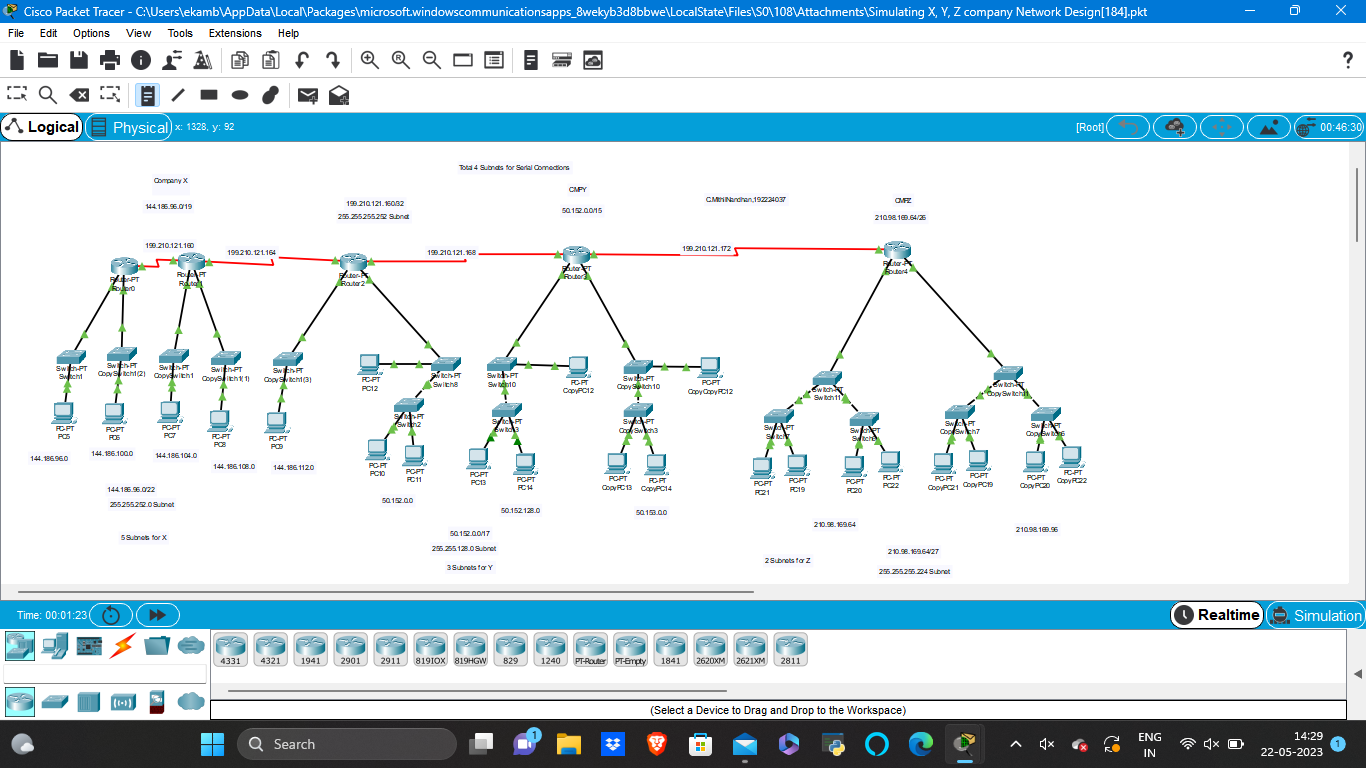 Cisco Packet Tracer - C:\Users\ekamb\AppData\Local\Packages\microsoft.windowscommunicationsapps_8wekyb3d8bbwe\LocalState\Files\S0\108\Attachments\Simulating X, Y, Z company Network Design[184].pkt
File Edit Options View Tools Extensions Help
Logical Physical x: 1328, y: 92 [Root] 00:46:30
Total 4 Subnets for Serial Connections
Company X
CMPY
144.186.96.0/19
199.210.121.160/32
50.152.0.0/15
C.Mithil Nandhan,192224037
CMPZ
255.255.255.252 Subnet
210.98.169.64/26
199.210.121.160
199.210.121.164
199.210.121.168
199.210.121.172
Router-PT
Router0
Router-PT
Router1
Router-PT
Router2
Router-PT
Router3
Router-PT
Router4
Switch-PT
Switch1
Switch-PT
CopySwitch1(2)
Switch-PT
CopySwitch1
Switch-PT
CopySwitch1(1)
Switch-PT
CopySwitch1(3)
PC-PT
PC12
Switch-PT
Switch8
Switch-PT
Switch10
PC-PT
CopyPC12
Switch-PT
CopySwitch10
PC-PT
CopyCopyPC12
Switch-PT
Switch11
Switch-PT
CopySwitch11
PC-PT
PC5
PC-PT
PC6
PC-PT
PC7
PC-PT
PC8
PC-PT
PC9
Switch-PT
Switch2
Switch-PT
Switch3
Switch-PT
CopySwitch3
Switch-PT
Switch7
Switch-PT
Switch-PT
CopySwitch7
Switch-PT
PC-PT
PC10
PC-PT
PC11
PC-PT
PC13
PC-PT
PC14
PC-PT
CopyPC13
PC-PT
CopyPC14
PC-PT
PC21
PC-PT
PC19
PC-PT
PC20
PC-PT
PC22
PC-PT
CopyPC21
PC-PT
CopyPC19
PC-PT
CopyPC20
PC-PT
CopyPC22
144.186.96.0
144.186.100.0
144.186.104.0
144.186.108.0
144.186.112.0
144.186.96.0/22
255.255.252.0 Subnet
5 Subnets for X
50.152.0.0
50.152.128.0
50.153.0.0
50.152.0.0/17
255.255.128.0 Subnet
3 Subnets for Y
210.98.169.64
210.98.169.96
210.98.169.64/27
2 Subnets for Z
255.255.255.224 Subnet
Time: 00:01:23 Realtime Simulation
4331 4321 1941 2901 2911 819IOX 819HGW 829 1240 PT-Router PT-Empty 1841 2620XM 2621XM 2811
(Select a Device to Drag and Drop to the Workspace)
Search
1
ENG
IN
14:29
22-05-2023
1